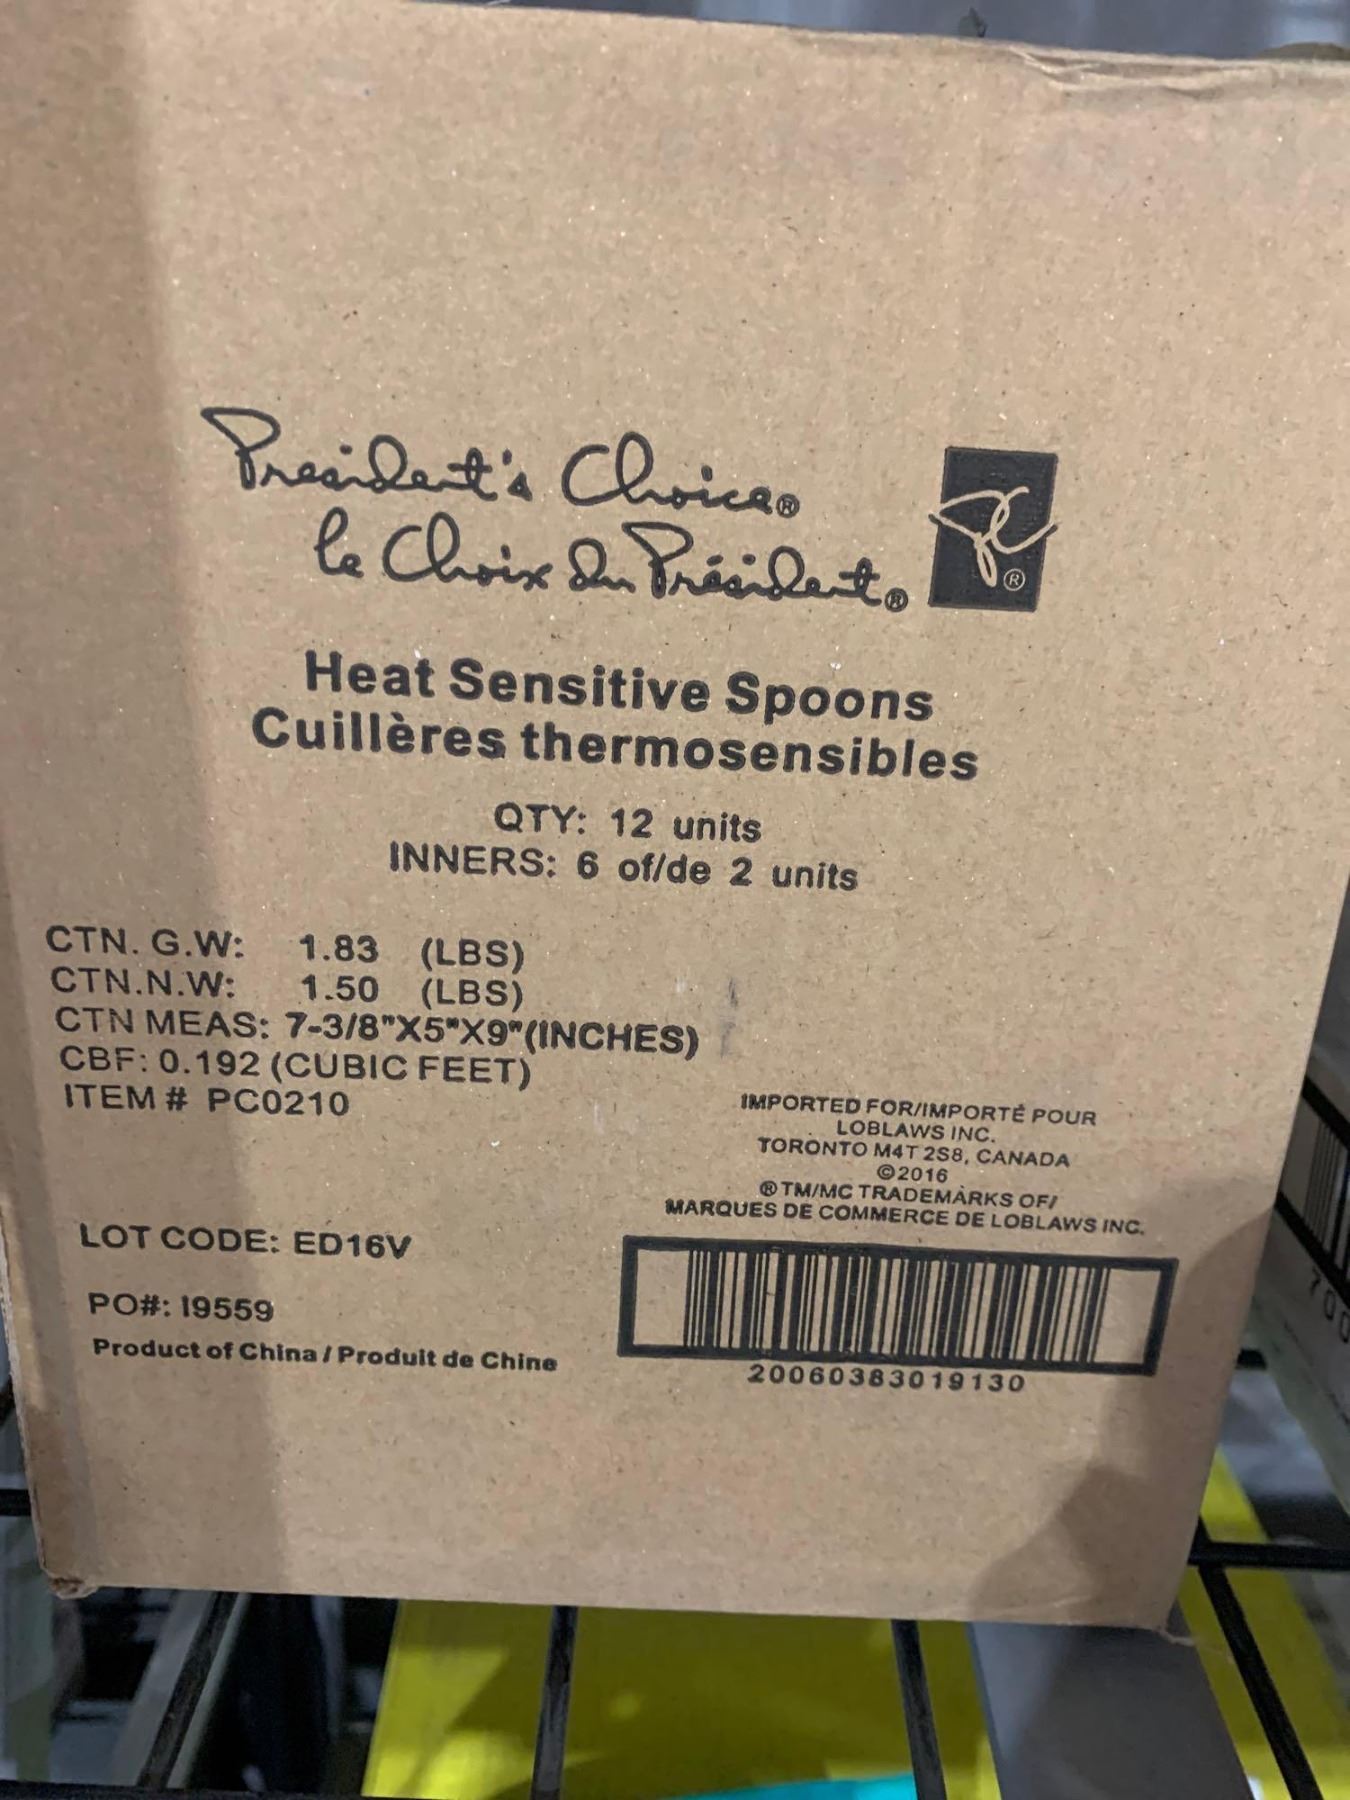 President's Choice®
le Choix du Président®
®
Heat Sensitive Spoons
Cuillères thermosensibles
QTY: 12 units
INNERS: 6 of/de 2 units
CTN. G.W: 1.83 (LBS)
CTN.N.W: 1.50 (LBS)
CTN MEAS: 7-3/8"X5"X9"(INCHES)
CBF: 0.192 (CUBIC FEET)
ITEM # PC0210
IMPORTED FOR/IMPORTÉ POUR
LOBLAWS INC.
TORONTO M4T 2S8, CANADA
©2016
® TM/MC TRADEMARKS OF/
MARQUES DE COMMERCE DE LOBLAWS INC.
LOT CODE: ED16V
PO#: I9559
Product of China / Produit de Chine
20060383019130